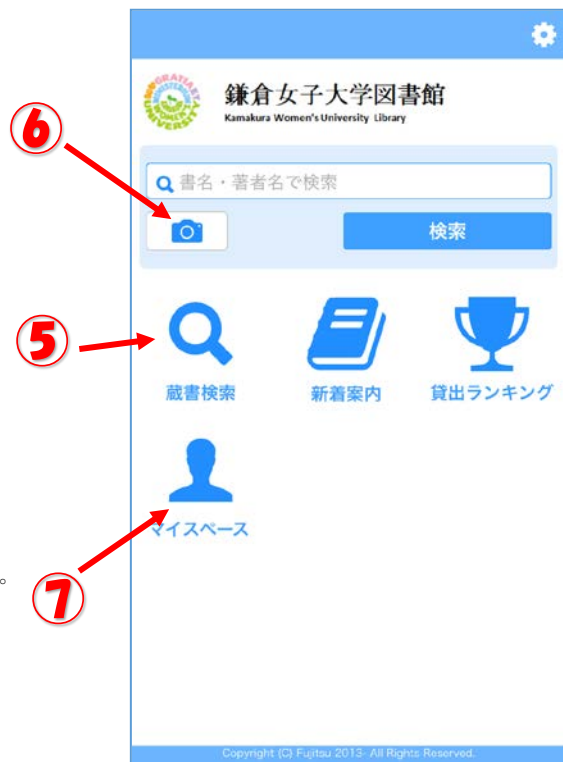 鎌倉女子大学図書館
Kamakura Women's University Library
⑥
書名・著者名で検索
検索
⑤
蔵書検索
新着案内
貸出ランキング
マイスペース
。
⑦
Copyright (C) Fujitsu 2013- All Rights Reserved.